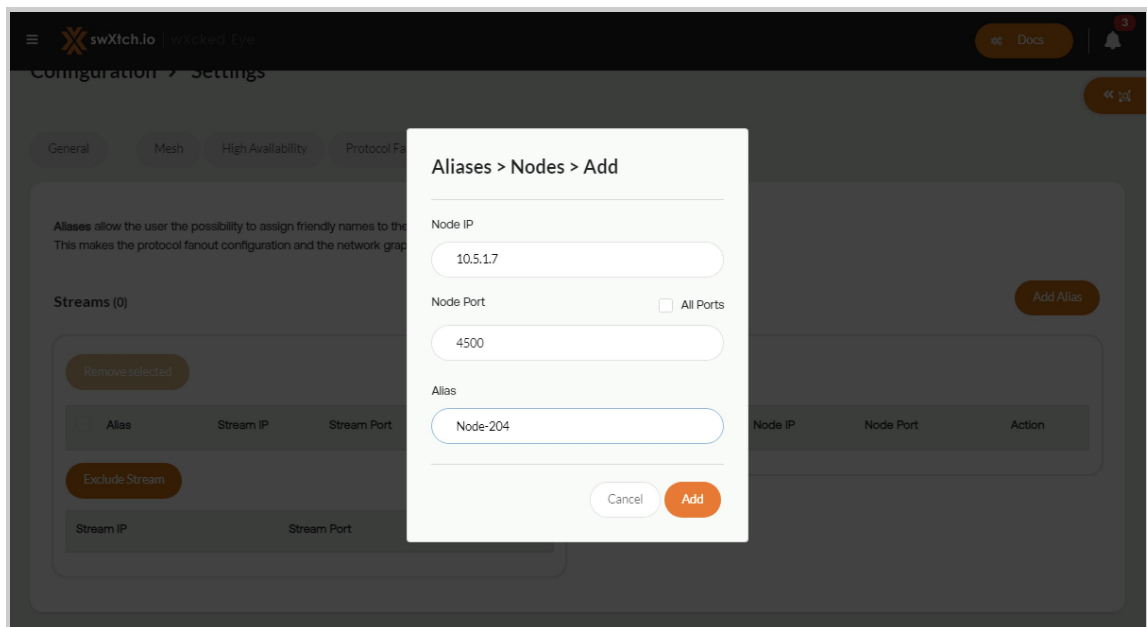 swXtch.io | wXcked Eye
Docs
3
Configuration > Settings
General
Mesh
High Availability
Protocol Fa
Aliases allow the user the possibility to assign friendly names to the
This makes the protocol fanout configuration and the network grap
Streams (0)
Add Alias
Remove selected
Alias Stream IP Stream Port
Node IP Node Port Action
Exclude Stream
Stream IP Stream Port
Aliases > Nodes > Add
Node IP
10.5.1.7
Node Port
All Ports
4500
Alias
Node-204
Cancel
Add